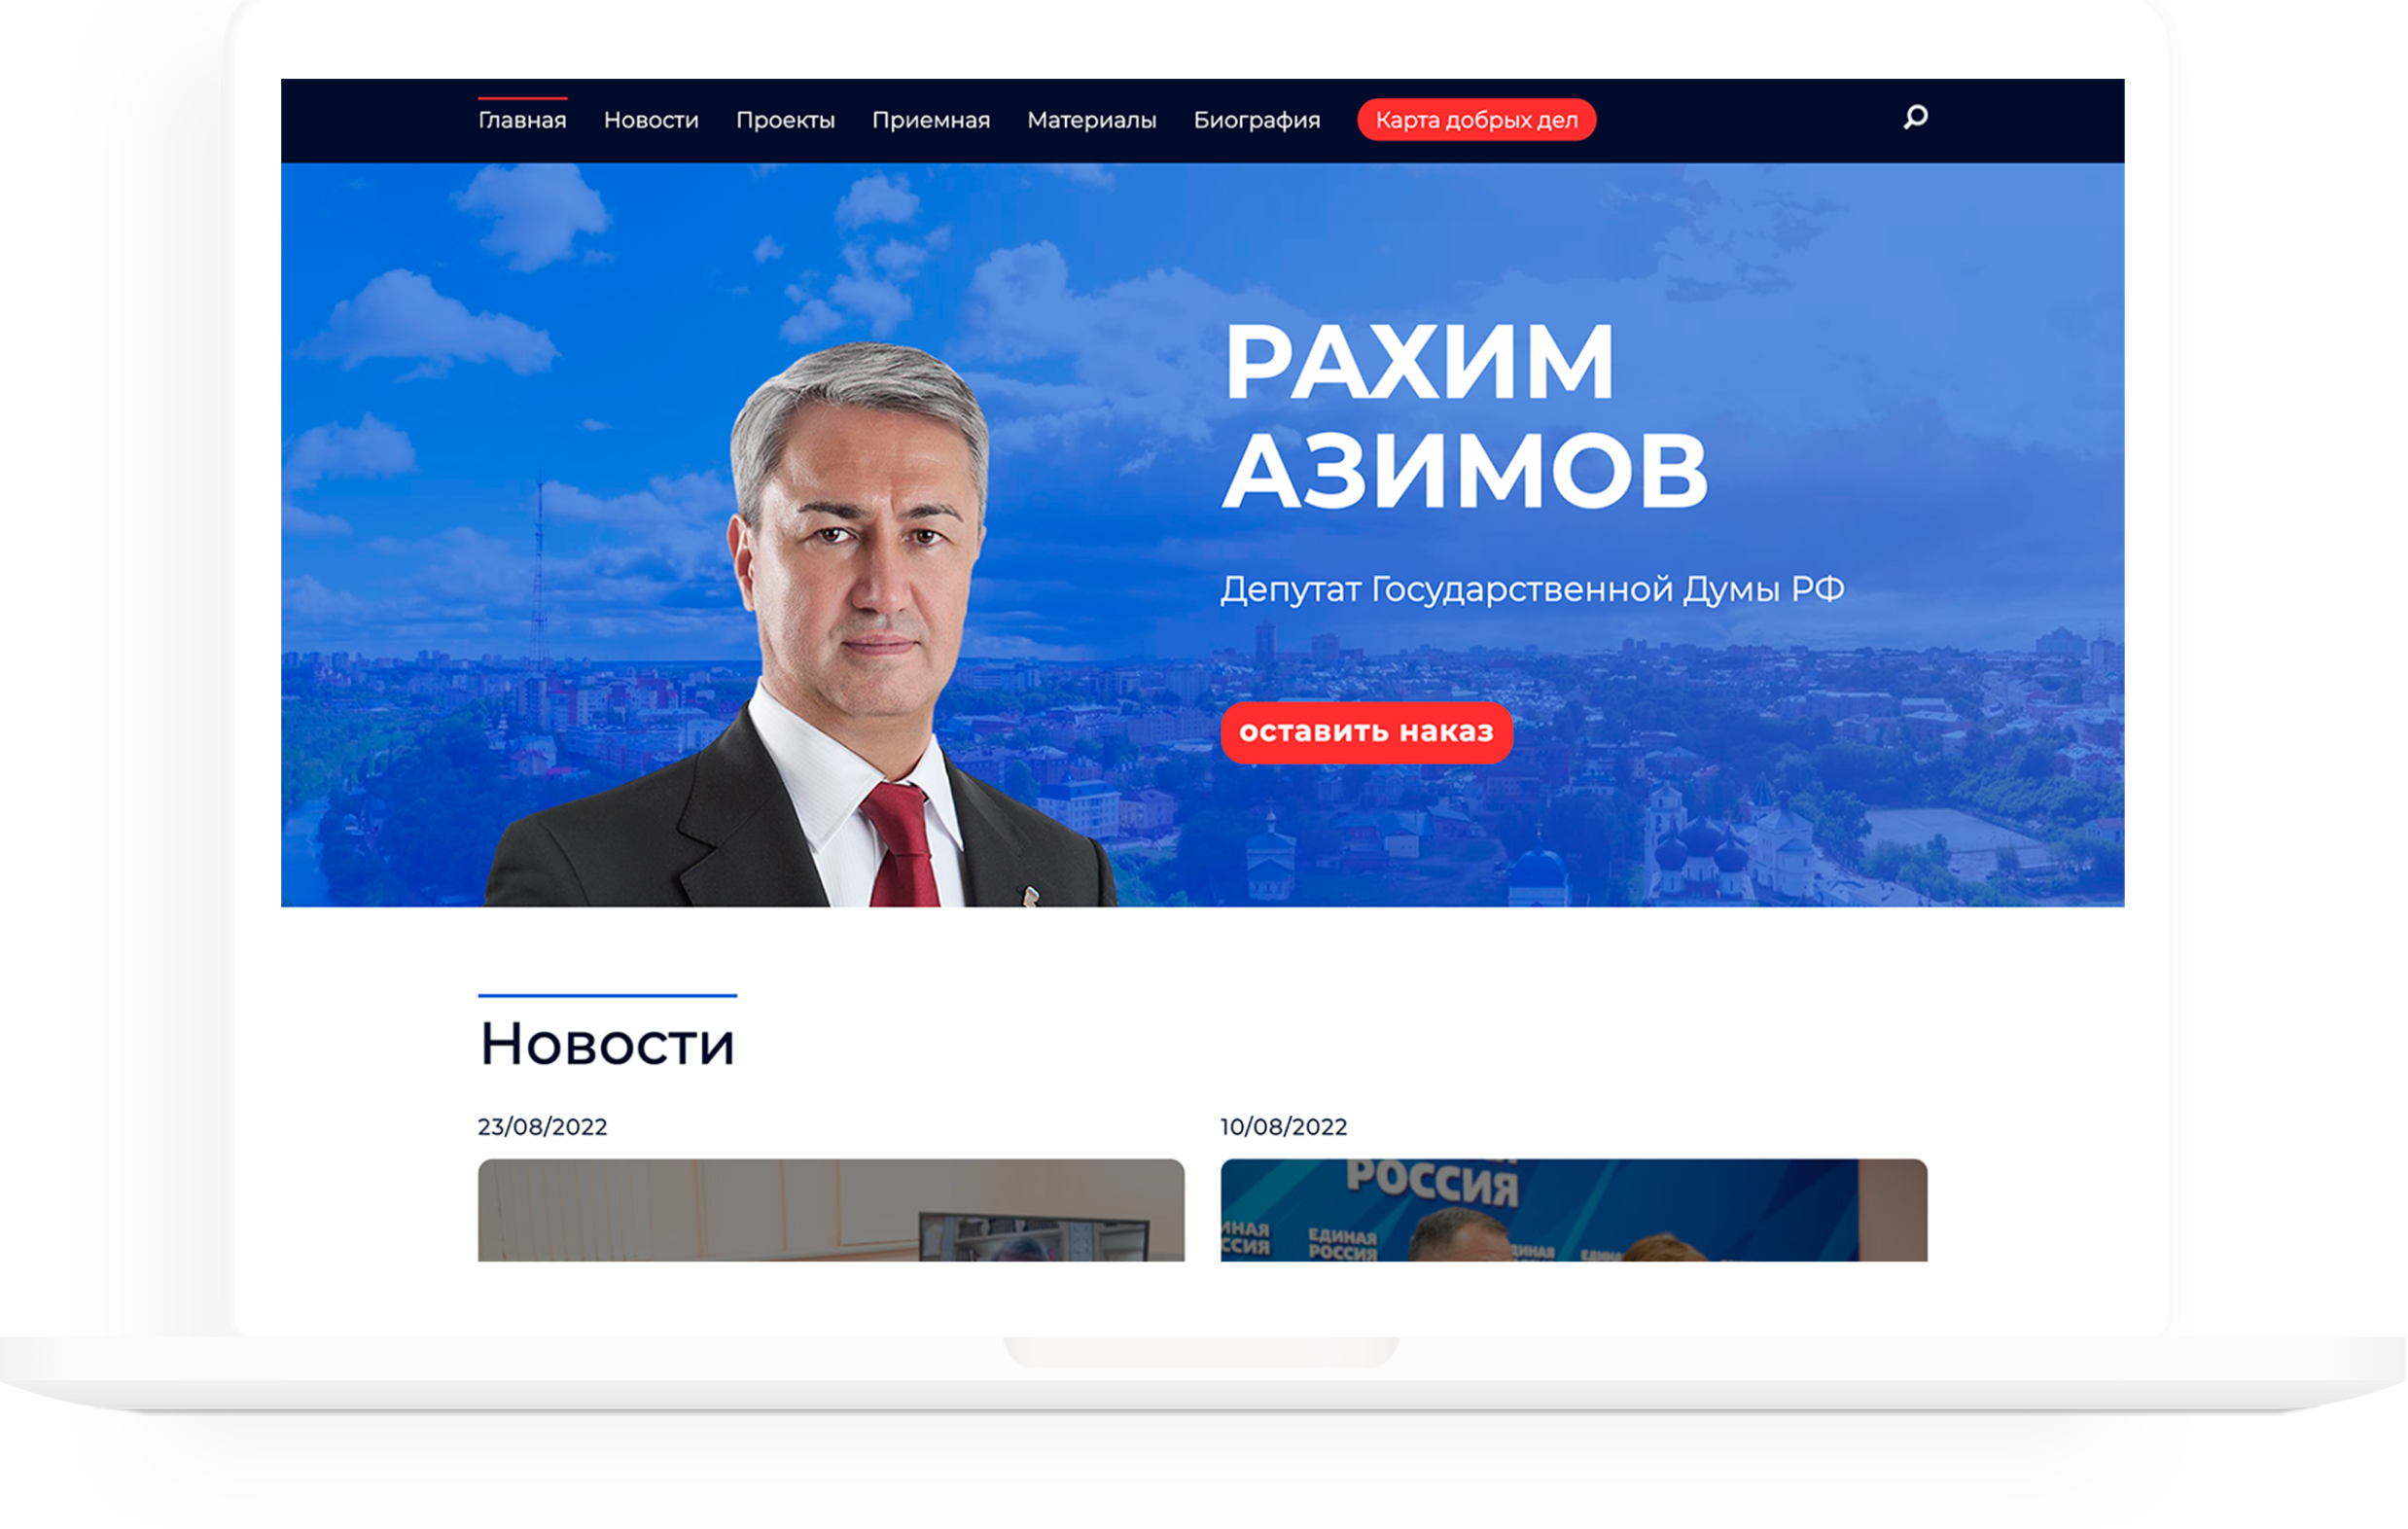 Главная Новости Проекты Приемная Материалы Биография Карта добрых дел
РАХИМ
АЗИМОВ
Депутат Государственной Думы РФ
оставить наказ
Новости
23/08/2022 10/08/2022
РОССИЯ
ЕДИНАЯ
РОССИЯ